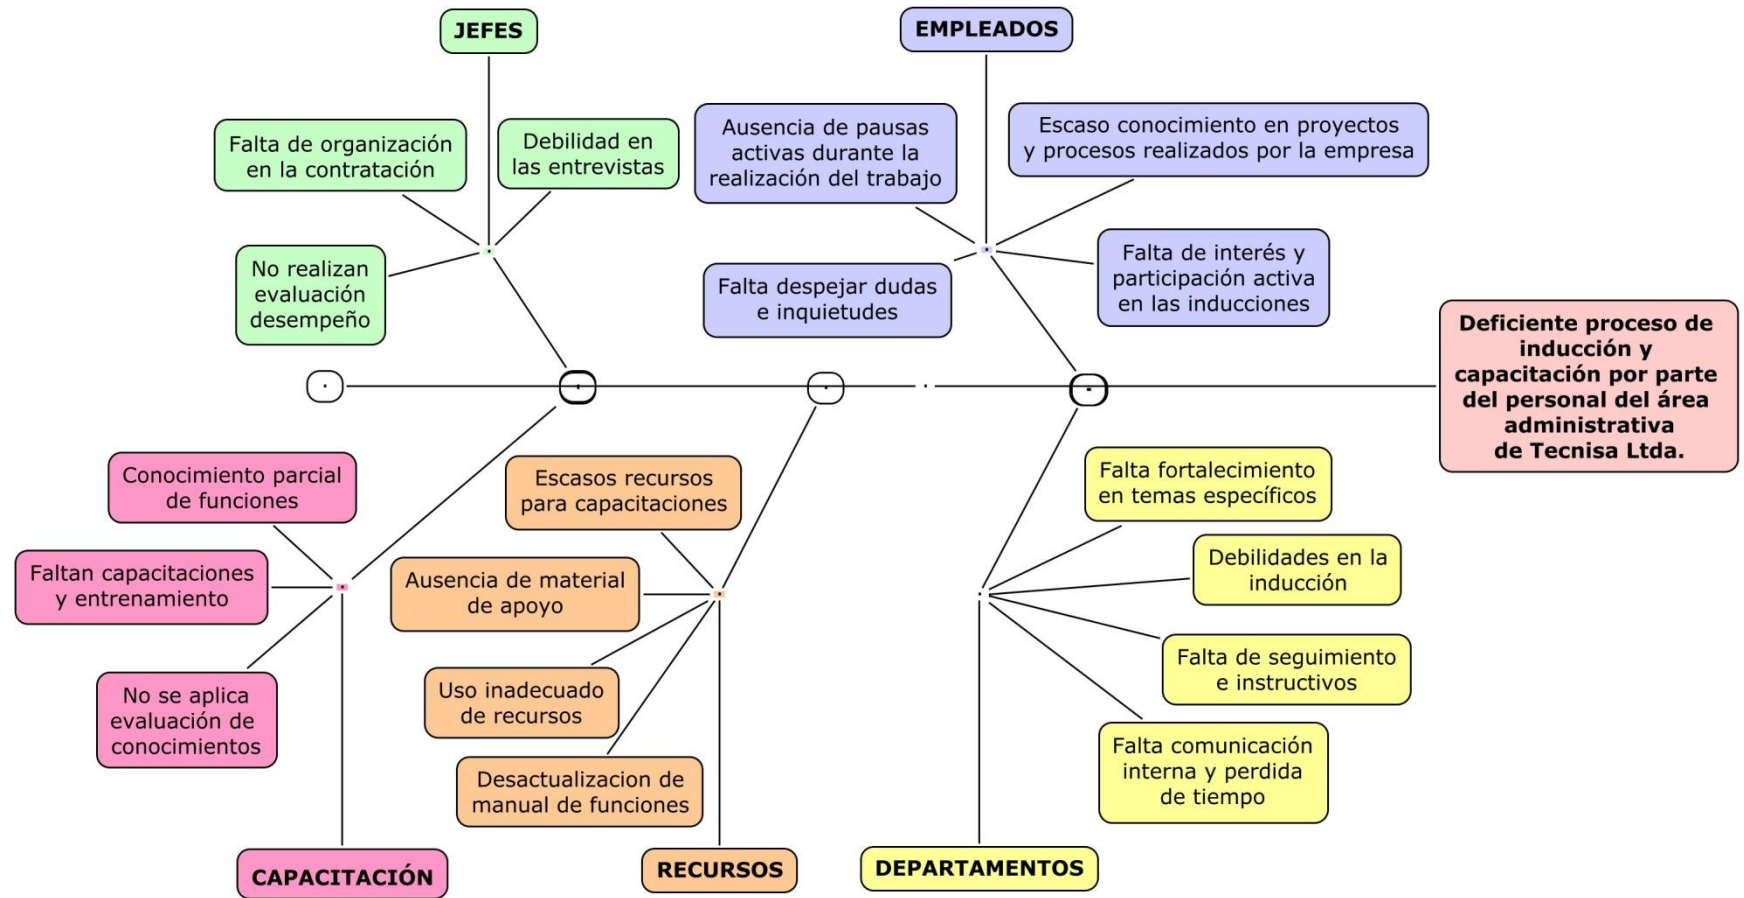 JEFES
EMPLEADOS
Falta de organización
en la contratación
Debilidad en
las entrevistas
No realizan
evaluación
desempeño
Ausencia de pausas
activas durante la
realización del trabajo
Escaso conocimiento en proyectos
y procesos realizados por la empresa
Falta despejar dudas
e inquietudes
Falta de interés y
participación activa
en las inducciones
Deficiente proceso de
inducción y
capacitación por parte
del personal del área
administrativa
de Tecnisa Ltda.
Conocimiento parcial
de funciones
Faltan capacitaciones
y entrenamiento
No se aplica
evaluación de
conocimientos
Escasos recursos
para capacitaciones
Ausencia de material
de apoyo
Uso inadecuado
de recursos
Desactualizacion de
manual de funciones
Falta fortalecimiento
en temas específicos
Debilidades en la
inducción
Falta de seguimiento
e instructivos
Falta comunicación
interna y perdida
de tiempo
CAPACITACIÓN
RECURSOS
DEPARTAMENTOS